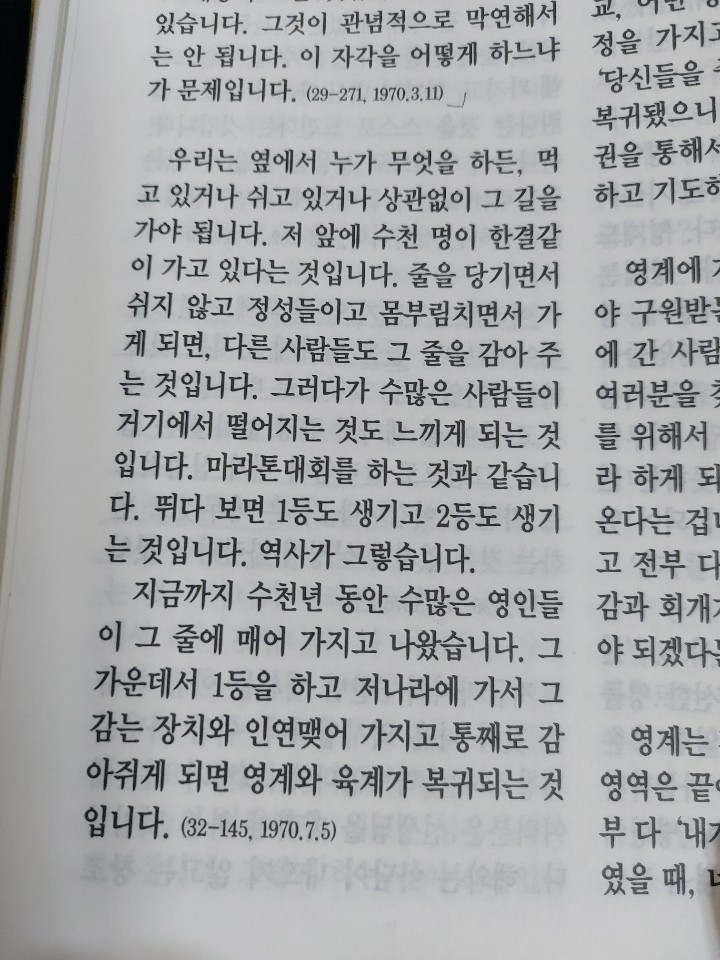 있습니다. 그것이 관념적으로 막연해서
는 안 됩니다. 이 자각을 어떻게 하느냐
가 문제입니다. (29-271, 1970.3.11)
우리는 옆에서 누가 무엇을 하든, 먹
고 있거나 쉬고 있거나 상관없이 그 길을
가야 됩니다. 저 앞에 수천 명이 한결같
이 가고 있다는 것입니다. 줄을 당기면서
쉬지 않고 정성들이고 몸부림치면서 가
게 되면, 다른 사람들도 그 줄을 감아 주
는 것입니다. 그러다가 수많은 사람들이
거기에서 떨어지는 것도 느끼게 되는 것
입니다. 마라톤대회를 하는 것과 같습니
다. 뛰다 보면 1등도 생기고 2등도 생기
는 것입니다. 역사가 그렇습니다.
지금까지 수천년 동안 수많은 영인들
이 그 줄에 매어 가지고 나왔습니다. 그
가운데서 1등을 하고 저나라에 가서 그
감는 장치와 인연맺어 가지고 통째로 감
아쥐게 되면 영계와 육계가 복귀되는 것
입니다. (32-145, 1970.7.5)
정을 가지고
'당신들을
복귀됐으니
권을 통해서
하고 기도하
영계에
야 구원받는
에 간 사람
여러분을
를 위해서
라 하게 되
온다는 겁니
고 전부 다
감과 회개
야 되겠다는
영계는
영역은 끝이
부 다 '내가
였을 때,